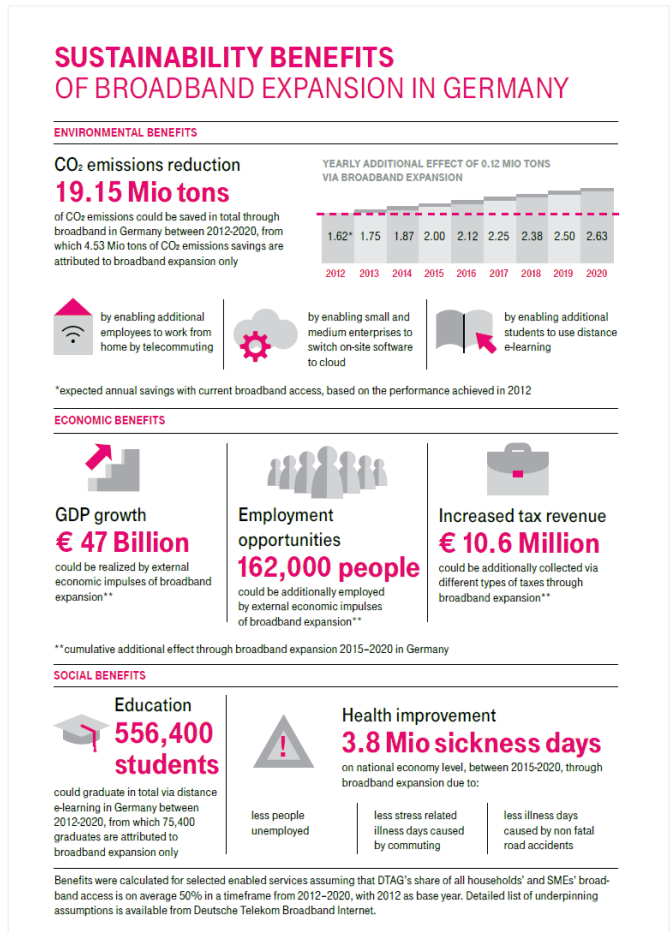 SUSTAINABILITY BENEFITS
OF BROADBAND EXPANSION IN GERMANY
ENVIRONMENTAL BENEFITS
CO₂ emissions reduction
19.15 Mio tons
of CO₂ emissions could be saved in total through
broadband in Germany between 2012-2020, from
which 4.53 Mio tons of CO₂ emissions savings are
attributed to broadband expansion only
YEARLY ADDITIONAL EFFECT OF 0.12 MIO TONS
VIA BROADBAND EXPANSION
1.62* 1.75 1.87 2.00 2.12 2.25 2.38 2.50 2.63
2012 2013 2014 2015 2016 2017 2018 2019 2020
by enabling additional
employees to work from
home by telecommuting
by enabling small and
medium enterprises to
switch on-site software
to cloud
by enabling additional
students to use distance
e-learning
*expected annual savings with current broadband access, based on the performance achieved in 2012
ECONOMIC BENEFITS
GDP growth
€ 47 Billion
could be realized by external
economic impulses of broadband
expansion**
Employment
opportunities
162,000 people
could be additionally employed
by external economic impulses
of broadband expansion**
Increased tax revenue
€ 10.6 Million
could be additionally collected via
different types of taxes through
broadband expansion**
**cumulative additional effect through broadband expansion 2015–2020 in Germany
SOCIAL BENEFITS
Education
556,400
students
could graduate in total via distance
e-learning in Germany between
2012-2020, from which 75,400
graduates are attributed to
broadband expansion only
!
Health improvement
3.8 Mio sickness days
on national economy level, between 2015-2020, through
broadband expansion due to:
less people
unemployed
less stress related
illness days caused
by commuting
less illness days
caused by non fatal
road accidents
Benefits were calculated for selected enabled services assuming that DTAG's share of all households' and SMEs' broad-
band access is on average 50% in a timeframe from 2012–2020, with 2012 as base year. Detailed list of underpinning
assumptions is available from Deutsche Telekom Broadband Internet.